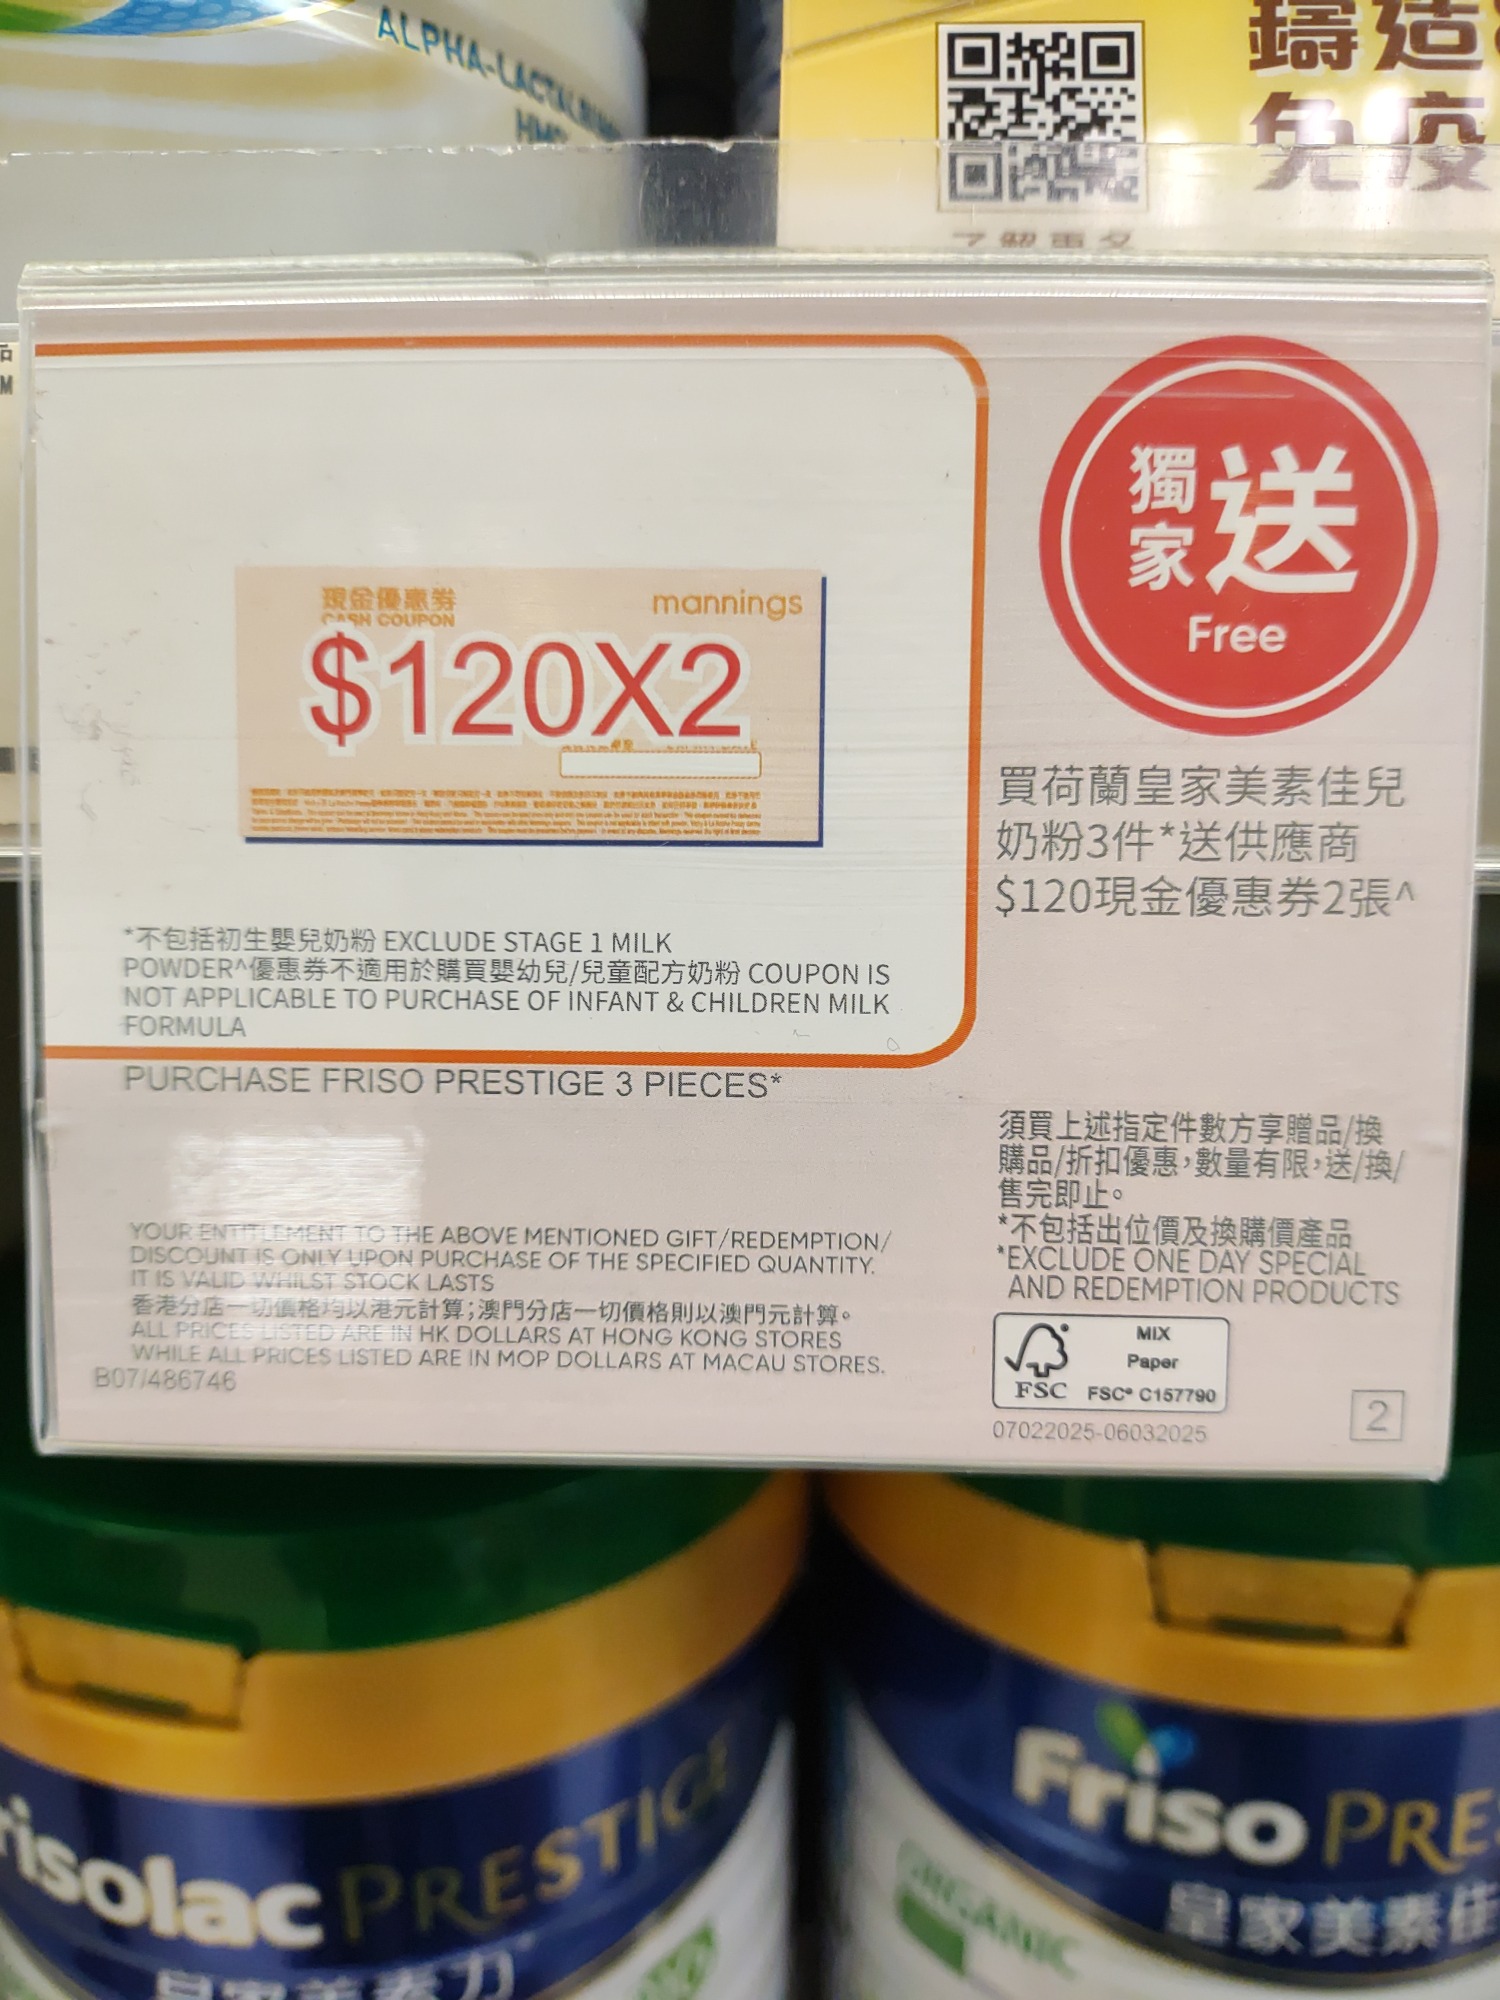 ALPHA-LACTALBUMIN
鑄造
免疫
了解更多
獨家
送
Free
現金優惠券
CASH COUPON
mannings
$120X2
買荷蘭皇家美素佳兒
奶粉3件*送供應商
$120現金優惠券2張^
*不包括初生嬰兒奶粉 EXCLUDE STAGE 1 MILK
POWDER^優惠券不適用於購買嬰幼兒/兒童配方奶粉 COUPON IS
NOT APPLICABLE TO PURCHASE OF INFANT & CHILDREN MILK
FORMULA
PURCHASE FRISO PRESTIGE 3 PIECES*
須買上述指定件數方享贈品/換
購品/折扣優惠，數量有限，送/換/
售完即止。
*不包括出位價及換購價產品
*EXCLUDE ONE DAY SPECIAL
AND REDEMPTION PRODUCTS
YOUR ENTITLEMENT TO THE ABOVE MENTIONED GIFT/REDEMPTION/
DISCOUNT IS ONLY UPON PURCHASE OF THE SPECIFIED QUANTITY.
IT IS VALID WHILST STOCK LASTS
香港分店一切價格均以港元計算；澳門分店一切價格則以澳門元計算。
ALL PRICES LISTED ARE IN HK DOLLARS AT HONG KONG STORES
WHILE ALL PRICES LISTED ARE IN MOP DOLLARS AT MACAU STORES.
B07/486746
MIX
Paper
FSC FSC® C157790
07022025-06032025
2
risolac PRESTIGE
皇家美素力
Friso PRE
ORGANIC
皇家美素佳